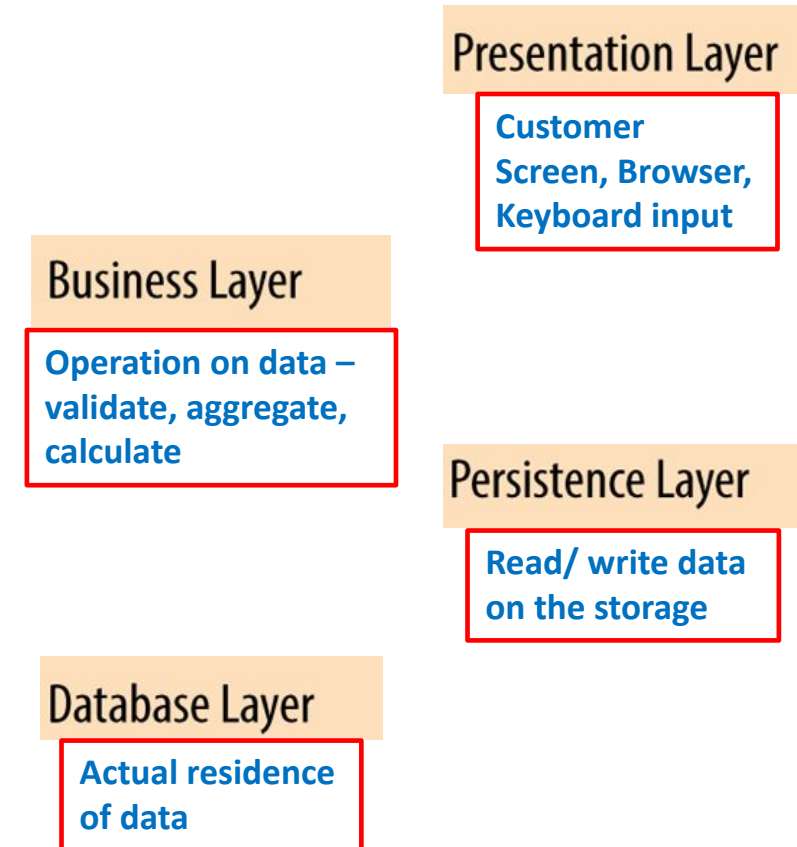 Presentation Layer
Customer
Screen, Browser,
Keyboard input
Business Layer
Operation on data –
validate, aggregate,
calculate
Persistence Layer
Read/ write data
on the storage
Database Layer
Actual residence
of data